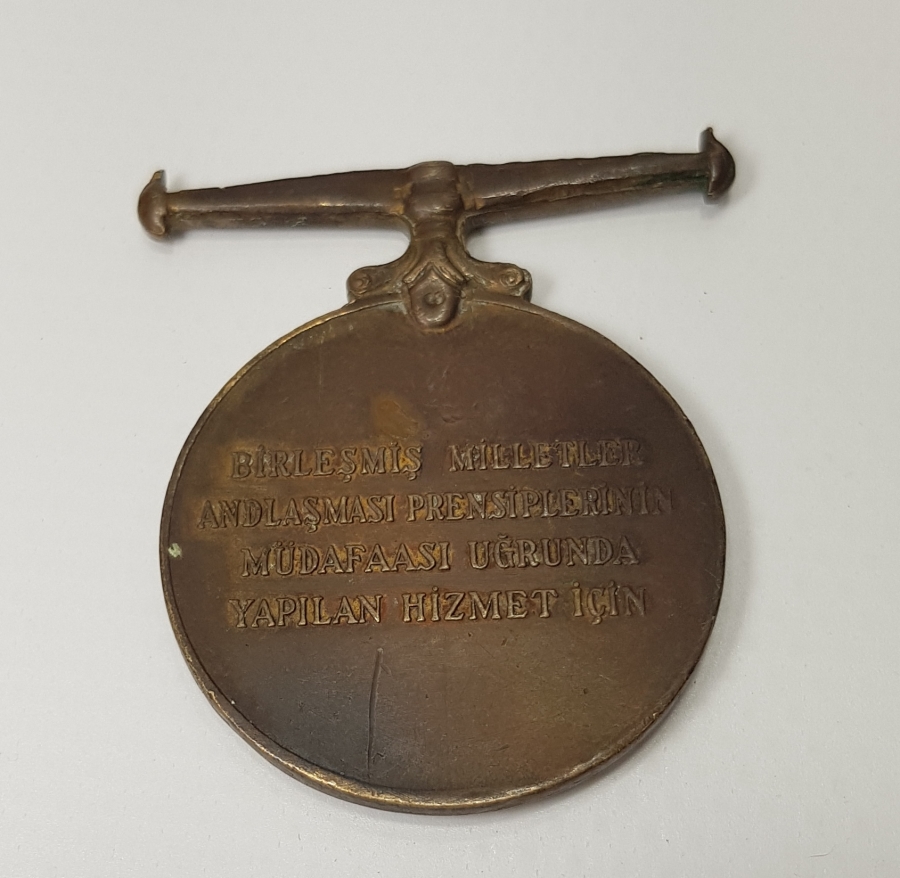 BİRLEŞMİŞ MİLLETLER
ANDLAŞMASI PRENSİPLERİNİN
MÜDAFAASI UĞRUNDA
YAPILAN HİZMET İÇİN